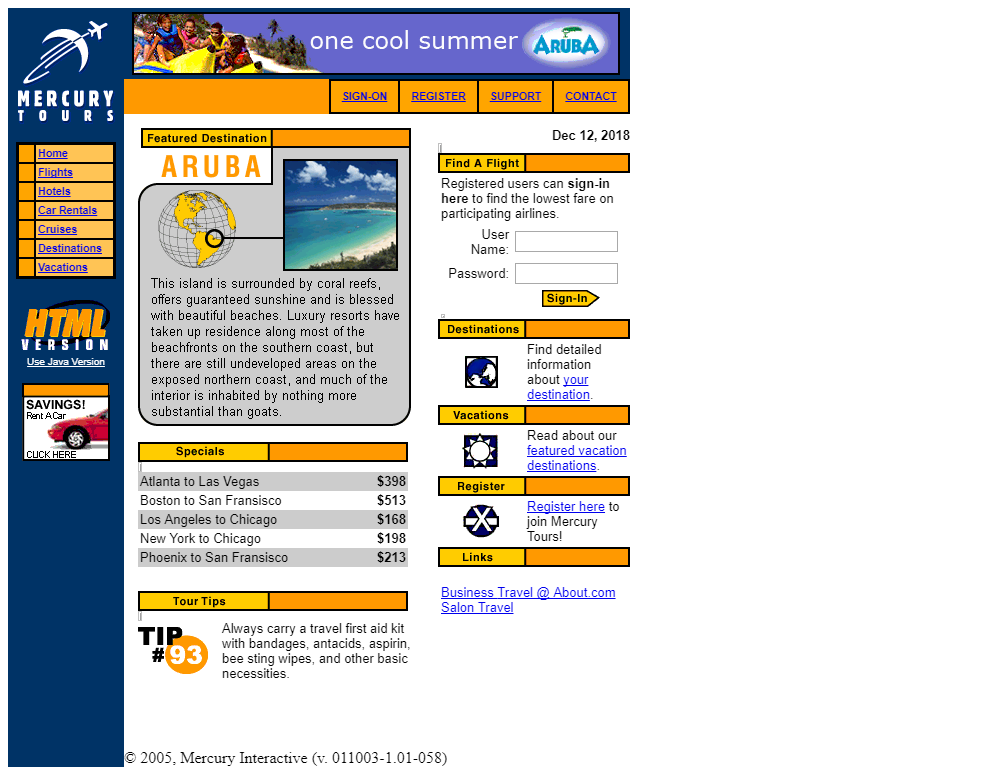 one cool summer ARUBA
MERCURY
TOURS
SIGN-ON REGISTER SUPPORT CONTACT
Home
Flights
Hotels
Car Rentals
Cruises
Destinations
Vacations
HTML
VERSION
Use Java Version
SAVINGS!
Rent A Car
CLICK HERE
Featured Destination
ARUBA
This island is surrounded by coral reefs,
offers guaranteed sunshine and is blessed
with beautiful beaches. Luxury resorts have
taken up residence along most of the
beachfronts on the southern coast, but
there are still undeveloped areas on the
exposed northern coast, and much of the
interior is inhabited by nothing more
substantial than goats.
Specials
Atlanta to Las Vegas $398
Boston to San Fransisco $513
Los Angeles to Chicago $168
New York to Chicago $198
Phoenix to San Fransisco $213
Tour Tips
TIP
#93
Always carry a travel first aid kit
with bandages, antacids, aspirin,
bee sting wipes, and other basic
necessities.
Dec 12, 2018
Find A Flight
Registered users can sign-in
here to find the lowest fare on
participating airlines.
User
Name:
Password:
Sign-In
Destinations
Find detailed
information
about your
destination.
Vacations
Read about our
featured vacation
destinations.
Register
Register here to
join Mercury
Tours!
Links
Business Travel @ About.com
Salon Travel
© 2005, Mercury Interactive (v. 011003-1.01-058)